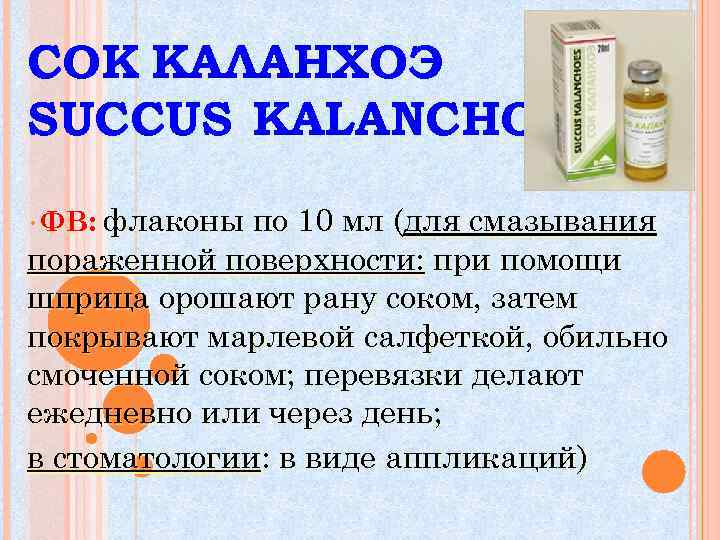 СОК КАЛАНХОЭ
SUCCUS KALANCHO
·ФВ: флаконы по 10 мл (для смазывания
пораженной поверхности: при помощи
шприца орошают рану соком, затем
покрывают марлевой салфеткой, обильно
смоченной соком; перевязки делают
ежедневно или через день;
в стоматологии: в виде аппликаций)
SUCCUS KALANCHOES
СОК КАЛАНХОЭ
20ml